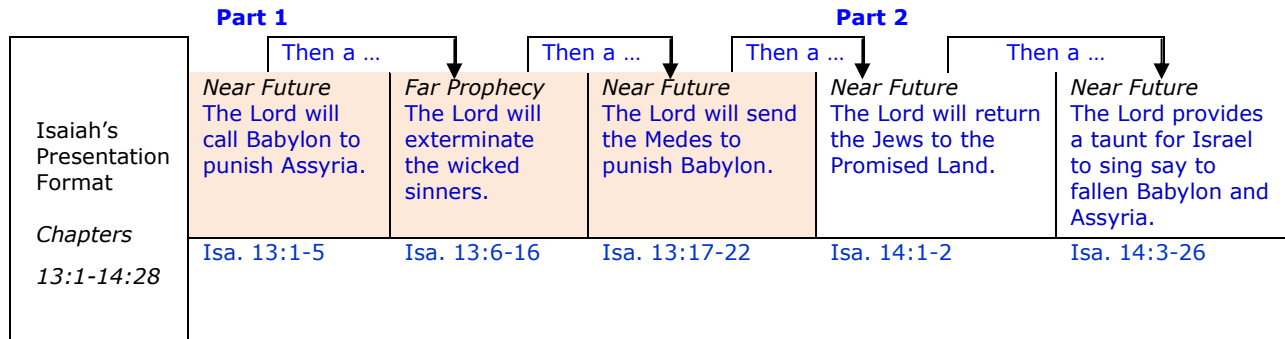 Part 1
Part 2
Then a …
Then a …
Then a …
Then a …
Isaiah's
Presentation
Format
Chapters
13:1-14:28
Near Future
The Lord will
call Babylon to
punish Assyria.
Isa. 13:1-5
Far Prophecy
The Lord will
exterminate
the wicked
sinners.
Isa. 13:6-16
Near Future
The Lord will send
the Medes to
punish Babylon.
Isa. 13:17-22
Near Future
The Lord will return
the Jews to the
Promised Land.
Isa. 14:1-2
Near Future
The Lord provides
a taunt for Israel
to sing say to
fallen Babylon and
Assyria.
Isa. 14:3-26